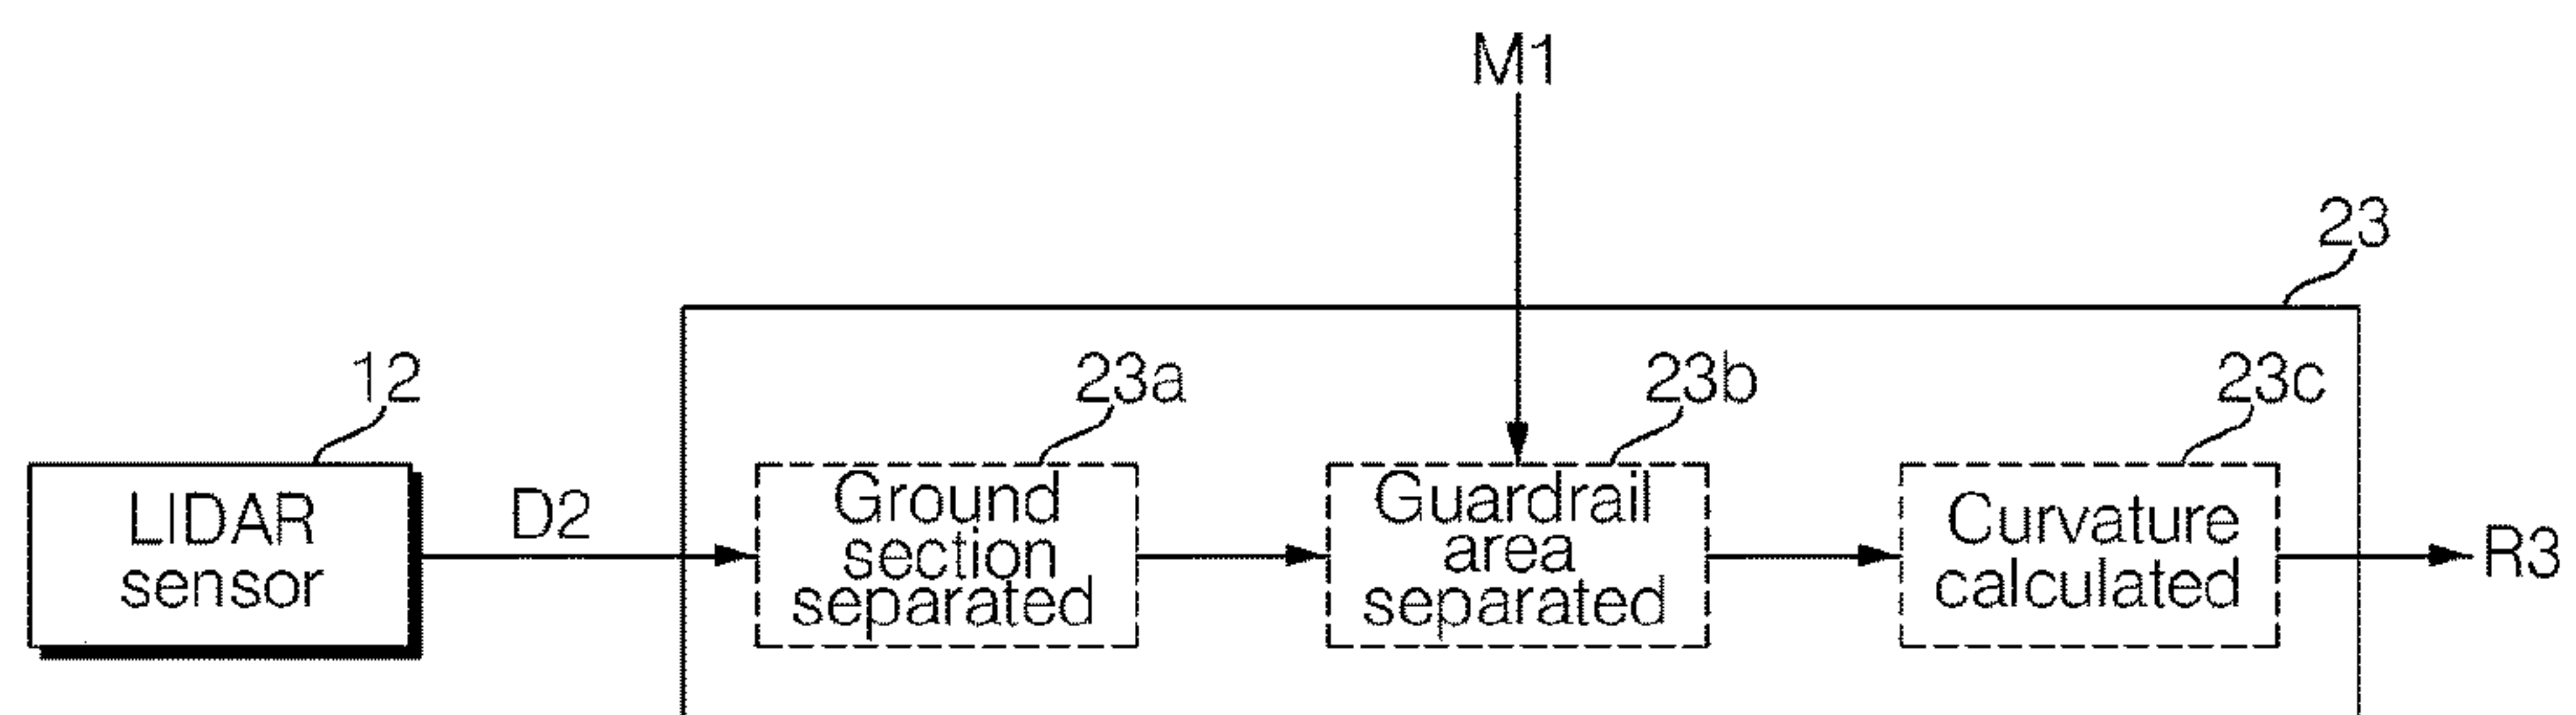 M1
23
12
23a
23b
23c
LIDAR
sensor
D2
Ground
section
separated
Guardrail
area
separated
Curvature
calculated
R3